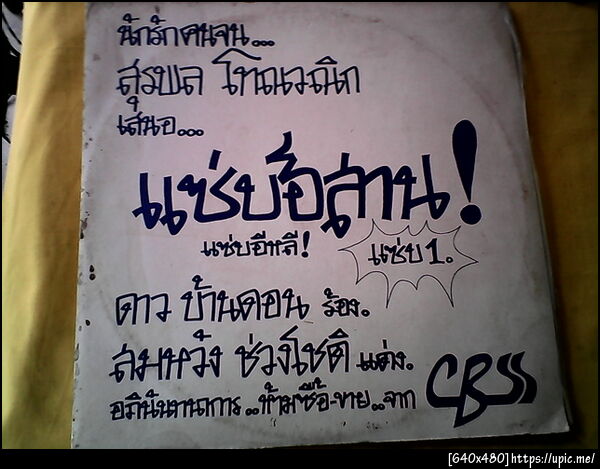 นักรักคนจน...
สุรพล โทณวณิก
เสนอ...
แซ่บอีสาน!
แซ่บอีหลี!
แซ่บ 1.
ดาว บ้านดอน ร้อง.
สมหวัง ช่วงโชติ แต่ง.
อภินันทนาการ..ห้ามซื้อ-ขาย..จาก CBSS
[640x480]https://upic.me/